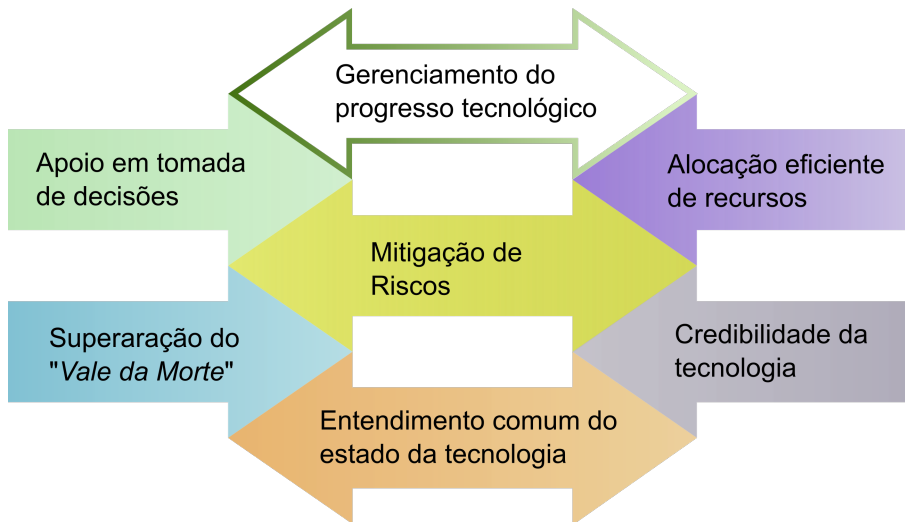 Gerenciamento do
progresso tecnológico
Apoio em tomada
de decisões
Alocação eficiente
de recursos
Mitigação de
Riscos
Superaração do
"Vale da Morte"
Credibilidade da
tecnologia
Entendimento comum do
estado da tecnologia